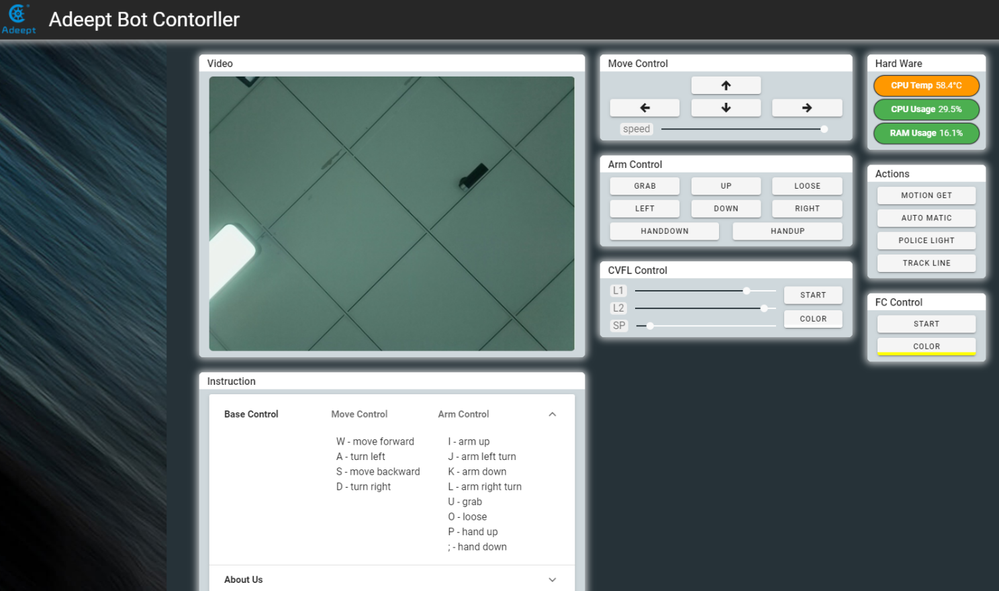 Adeept
Adeept Bot Contorller
Video
Move Control
speed
Arm Control
GRAB
UP
LOOSE
LEFT
DOWN
RIGHT
HANDDOWN
HANDUP
CVFL Control
L1
L2
SP
START
COLOR
Hard Ware
CPU Temp 58.4°C
CPU Usage 29.5%
RAM Usage 16.1%
Actions
MOTION GET
AUTO MATIC
POLICE LIGHT
TRACK LINE
FC Control
START
COLOR
Instruction
Base Control
Move Control
W - move forward
A - turn left
S - move backward
D - turn right
Arm Control
I - arm up
J - arm left turn
K - arm down
L - arm right turn
U - grab
O - loose
P - hand up
; - hand down
About Us